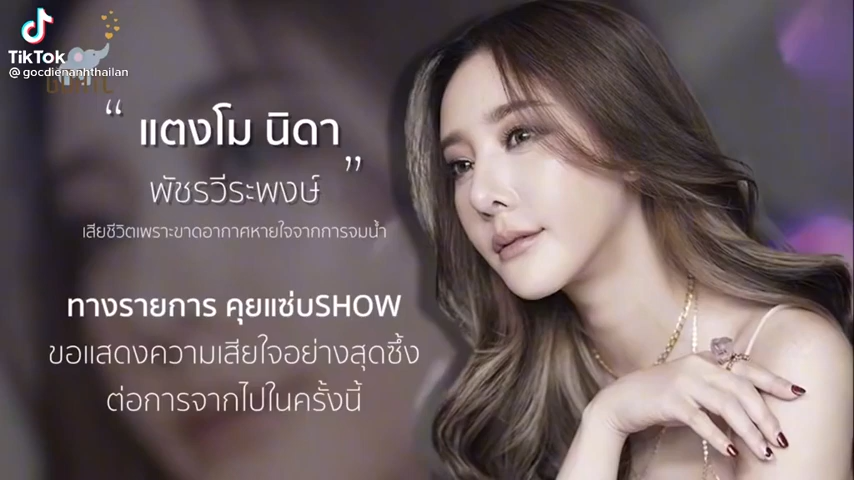 TikTok
@gocdienanhthailan
“ แตงโม นิดา
พัชรวีระพงษ์ ”
เสียชีวิตเพราะขาดอากาศหายใจจากการจมน้ำ
ทางรายการ คุยแซ่บSHOW
ขอแสดงความเสียใจอย่างสุดซึ้ง
ต่อการจากไปในครั้งนี้